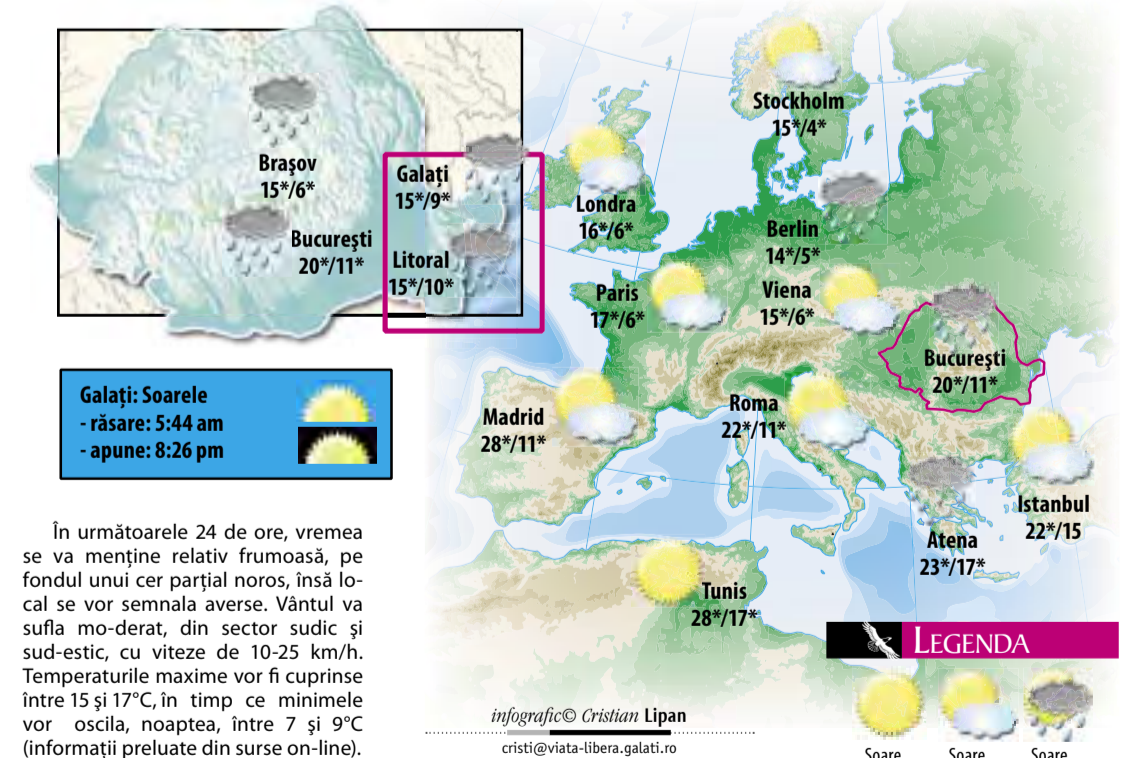 Braşov
15*/6*
Bucureşti
20*/11*
Galaţi
15*/9*
Litoral
15*/10*
Galaţi: Soarele
- răsare: 5:44 am
- apune: 8:26 pm
În următoarele 24 de ore, vremea
se va menţine relativ frumoasă, pe
fondul unui cer parţial noros, însă lo-
cal se vor semnala averse. Vântul va
sufla mo-derat, din sector sudic şi
sud-estic, cu viteze de 10-25 km/h.
Temperaturile maxime vor fi cuprinse
între 15 şi 17°C, în timp ce minimele
vor oscila, noaptea, între 7 şi 9°C
(informaţii preluate din surse on-line).
Stockholm
15*/4*
Londra
16*/6*
Berlin
14*/5*
Paris
17*/6*
Viena
15*/6*
Bucureşti
20*/11*
Madrid
28*/11*
Roma
22*/11*
Istanbul
22*/15
Atena
23*/17*
Tunis
28*/17*
LEGENDA
infografic© Cristian Lipan
cristi@viata-libera.galati.ro
Soare Soare Soare